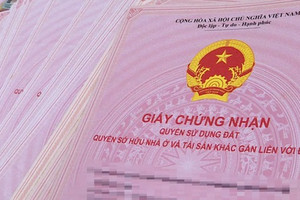 CỘNG HÒA XÃ HỘI CHỦ NGHĨA VIỆT NAM
Độc lập - Tự do - Hạnh phúc
GIẤY CHỨNG NHẬN
QUYỀN SỬ DỤNG ĐẤT
QUYỀN SỞ HỮU NHÀ Ở VÀ TÀI SẢN KHÁC GẮN LIỀN VỚI